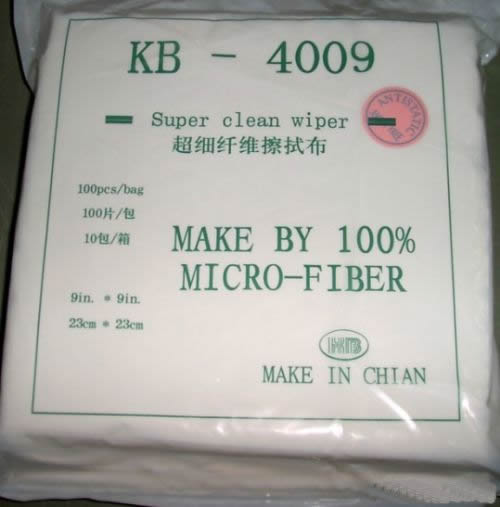 KB - 4009
ANTISTATIC
Super clean wiper
超细纤维擦拭布
100pcs/bag
100片/包
10包/箱
MAKE BY 100%
MICRO-FIBER
9in. * 9in.
23cm * 23cm
MAKE IN CHIAN